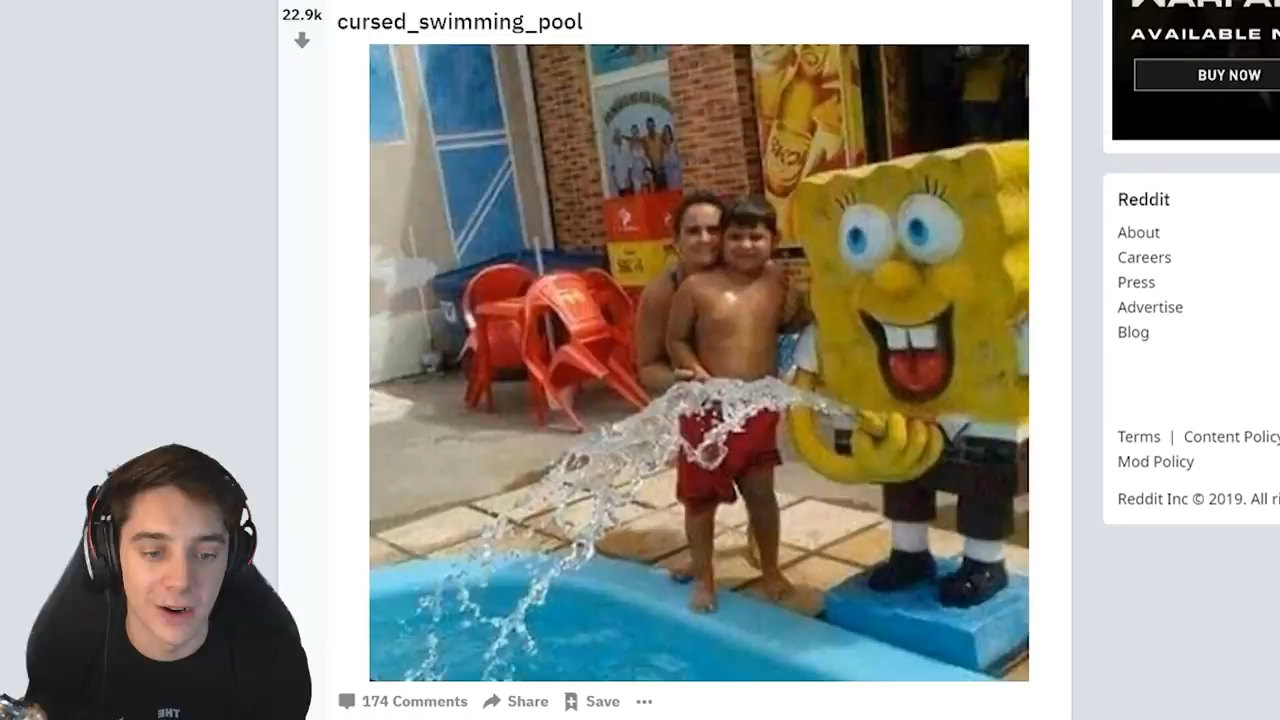 22.9k
cursed_swimming_pool
AVAILABLE N
BUY NOW
Reddit
About
Careers
Press
Advertise
Blog
Terms | Content Policy
Mod Policy
Reddit Inc © 2019. All ri
174 Comments Share Save